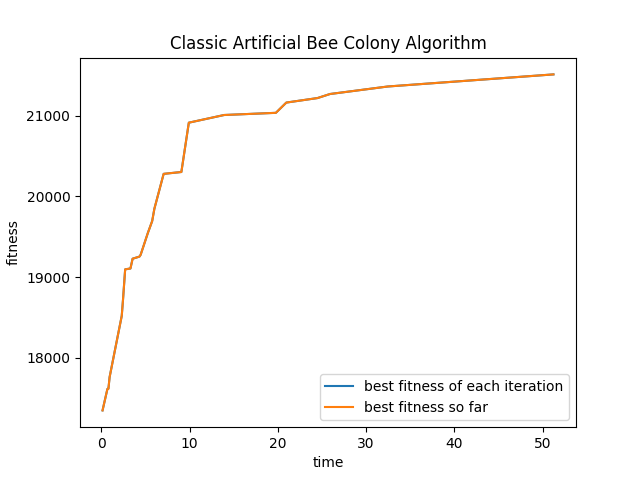 Classic Artificial Bee Colony Algorithm
21000
20000
19000
18000
fitness
best fitness of each iteration
best fitness so far
0 10 20 30 40 50
time